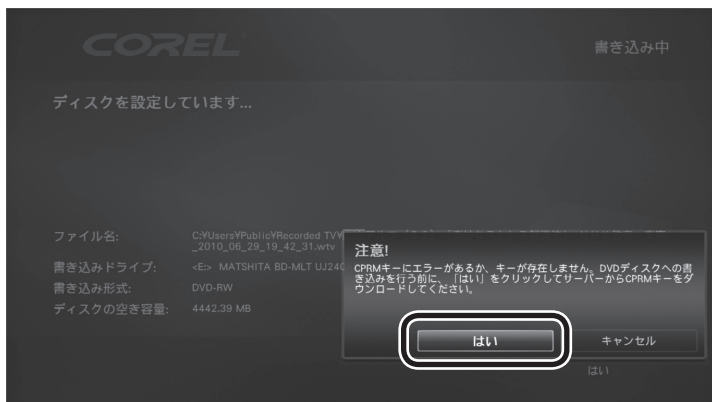 COREL
書き込み中
ディスクを設定しています...
ファイル名:
C:¥Users¥Public¥Recorded TV¥
_2010_06_29_19_42_31.wtv
書き込みドライブ:
<E:> MATSHITA BD-MLT UJ240
書き込み形式:
DVD-RW
ディスクの空き容量:
4442.39 MB
注意!
CPRMキーにエラーがあるか、キーが存在しません。DVDディスクへの書
き込みを行う前に、「はい」をクリックしてサーバーからCPRMキーをダ
ウンロードしてください。
はい
キャンセル
はい